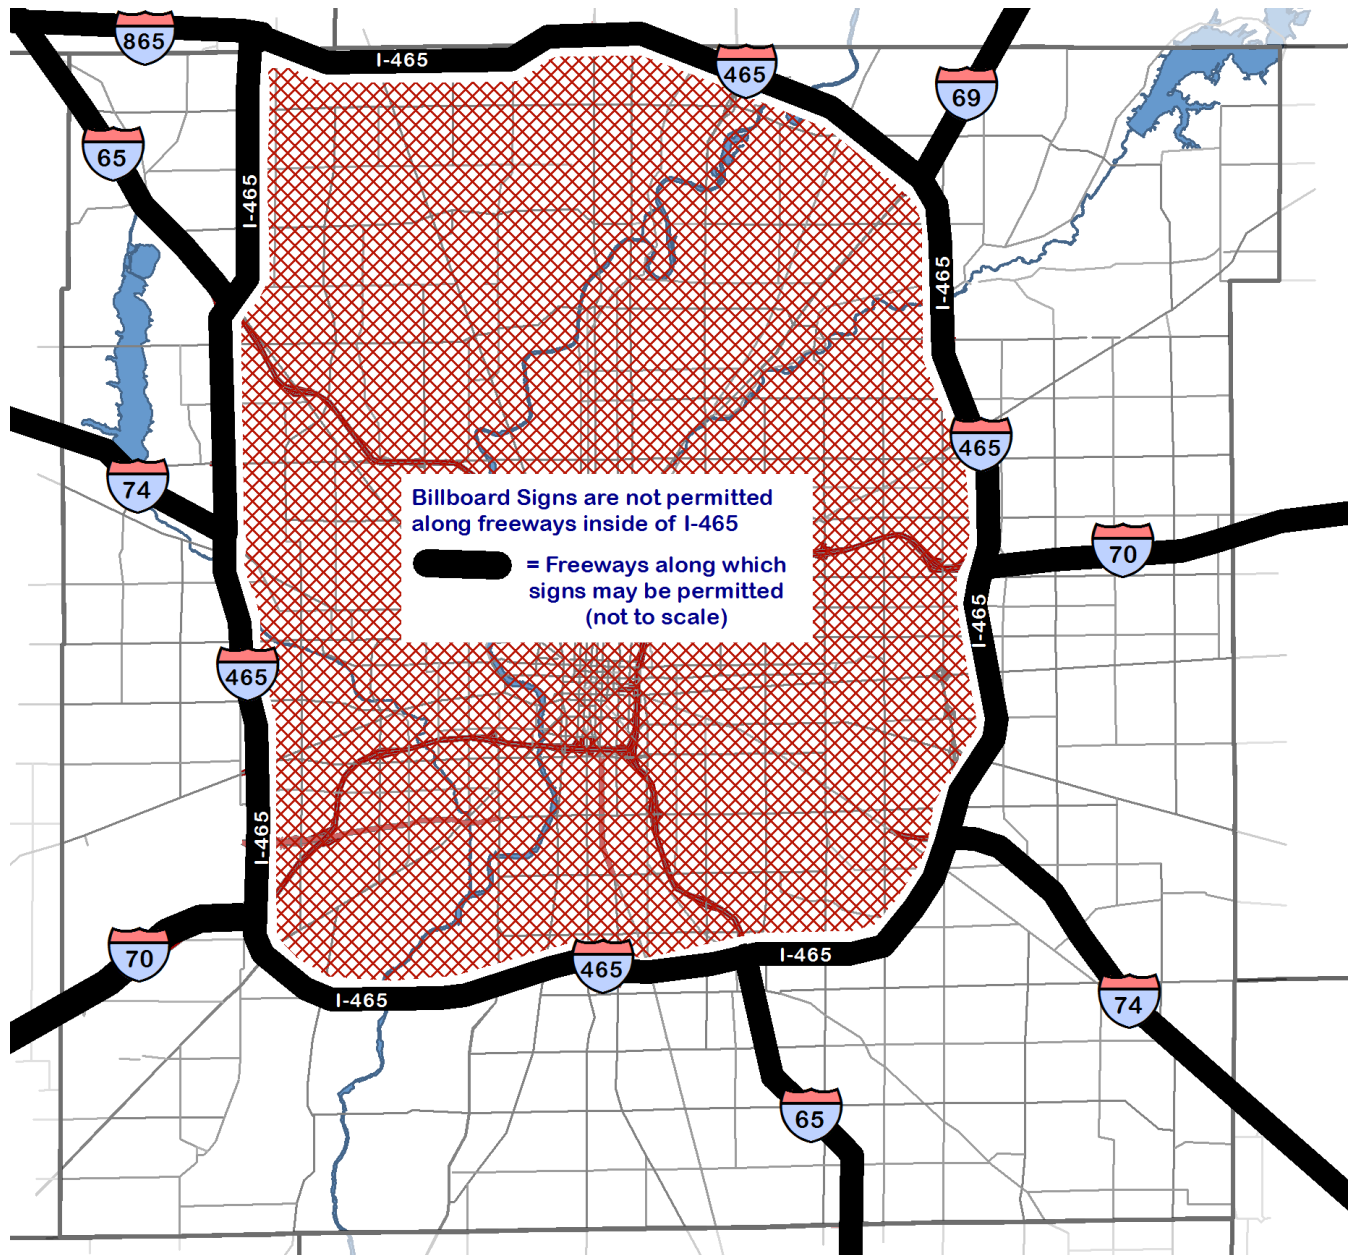 865
I-465
465
69
65
I-465
I-465
465
74
Billboard Signs are not permitted
along freeways inside of I-465
= Freeways along which
signs may be permitted
(not to scale)
70
I-465
465
I-465
70
465
I-465
I-465
74
65